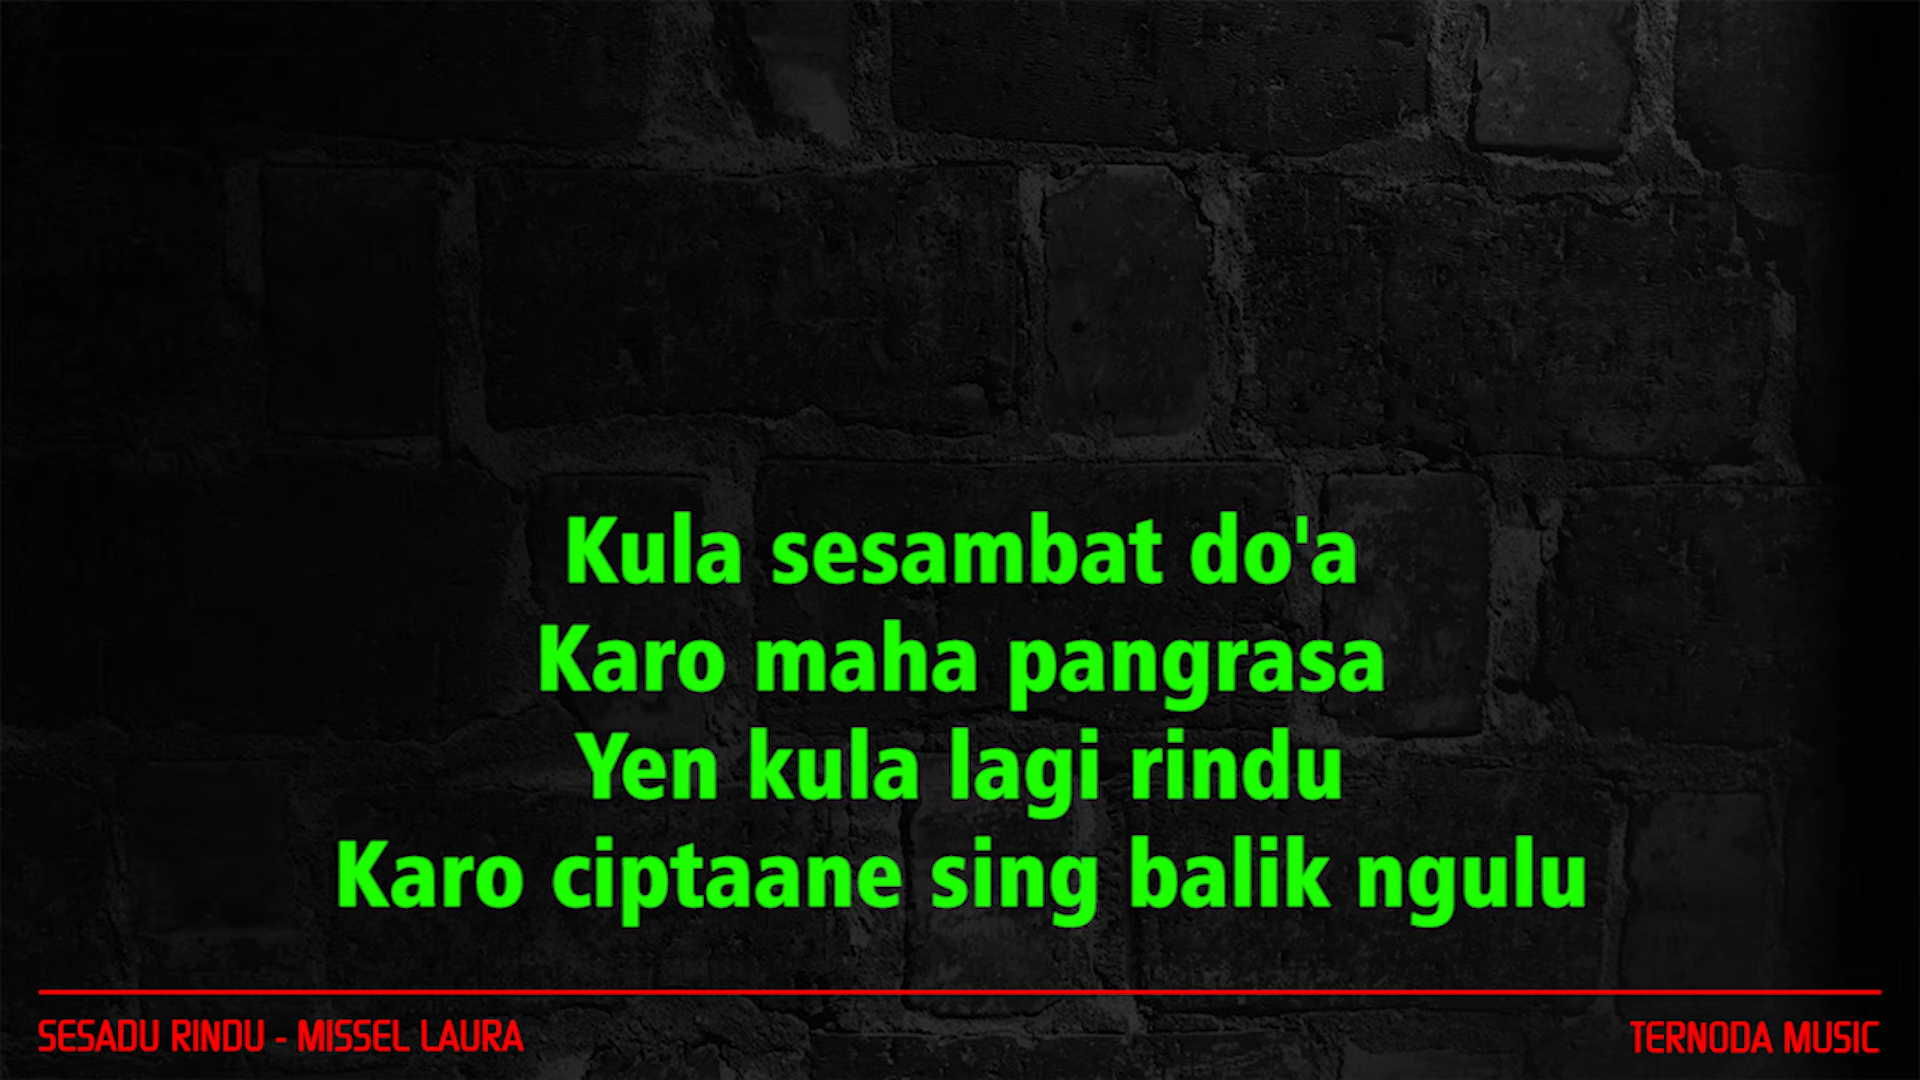 Kula sesambat do'a
Karo maha pangrasa
Yen kula lagi rindu
Karo ciptaane sing balik ngulu
SESADU RINDU - MISSEL LAURA
TERNODA MUSIC